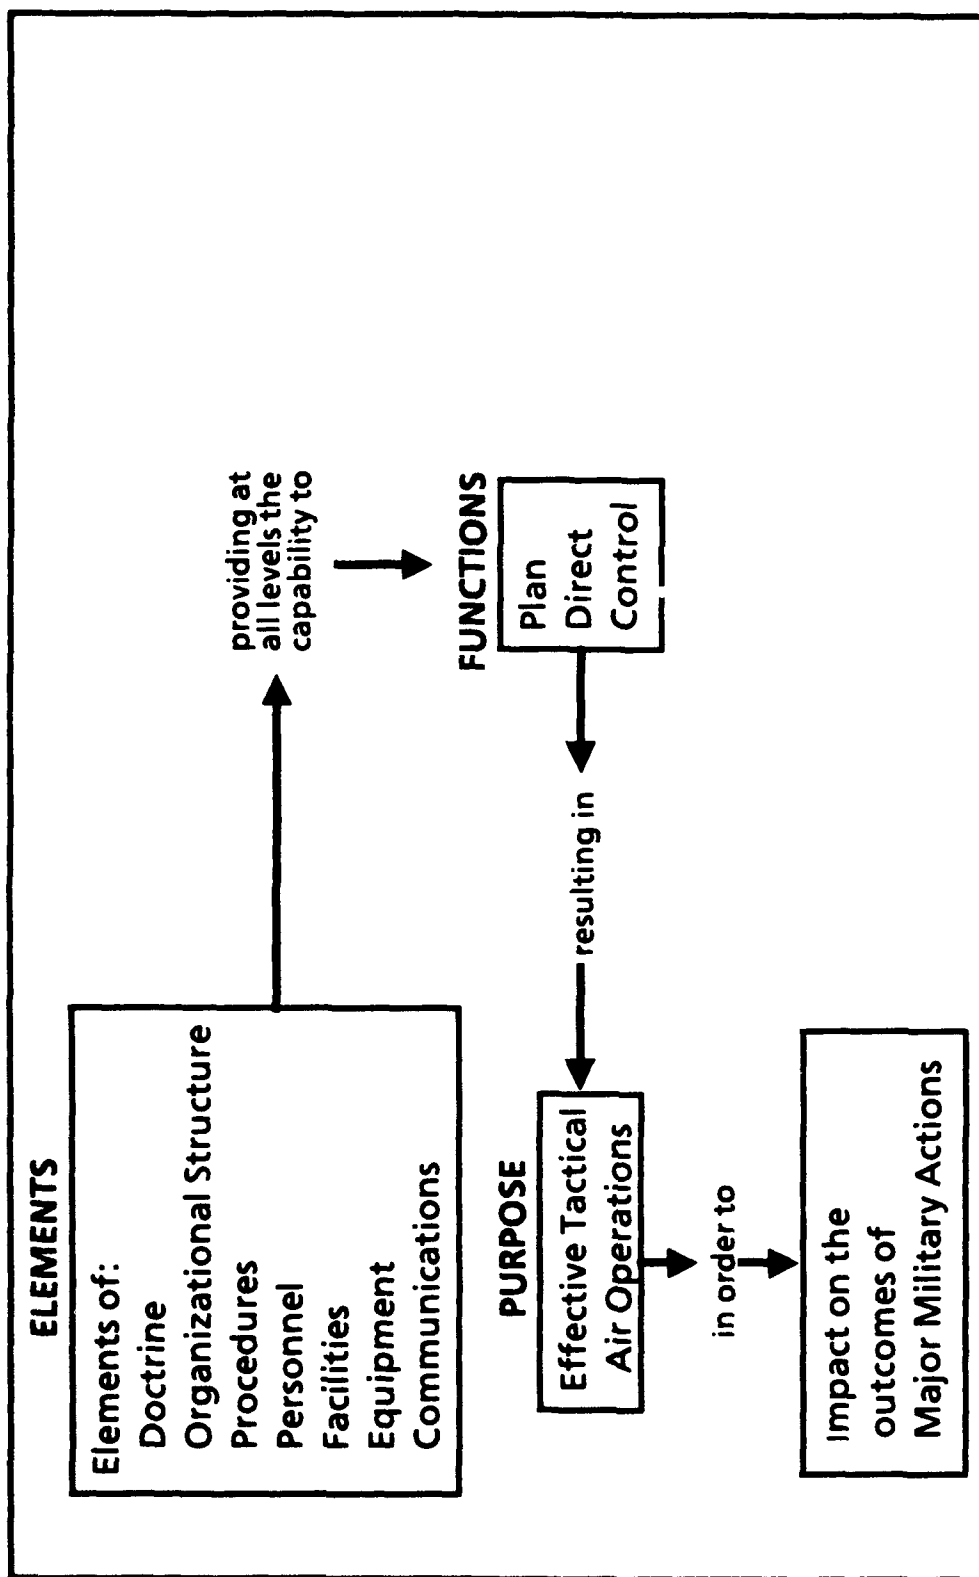 ELEMENTS
Elements of:
Doctrine
Organizational Structure
Procedures
Personnel
Facilities
Equipment
Communications
providing at
all levels the
capability to
FUNCTIONS
Plan
Direct
Control
resulting in
PURPOSE
Effective Tactical
Air Operations
in order to
Impact on the
outcomes of
Major Military Actions